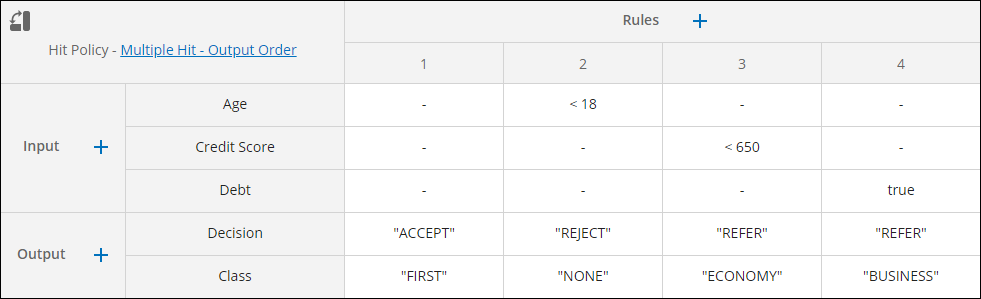 Rules +
Hit Policy - Multiple Hit - Output Order
1 2 3 4
Input +
Age - < 18 - -
Credit Score - - < 650 -
Debt - - - true
Output +
Decision "ACCEPT" "REJECT" "REFER" "REFER"
Class "FIRST" "NONE" "ECONOMY" "BUSINESS"